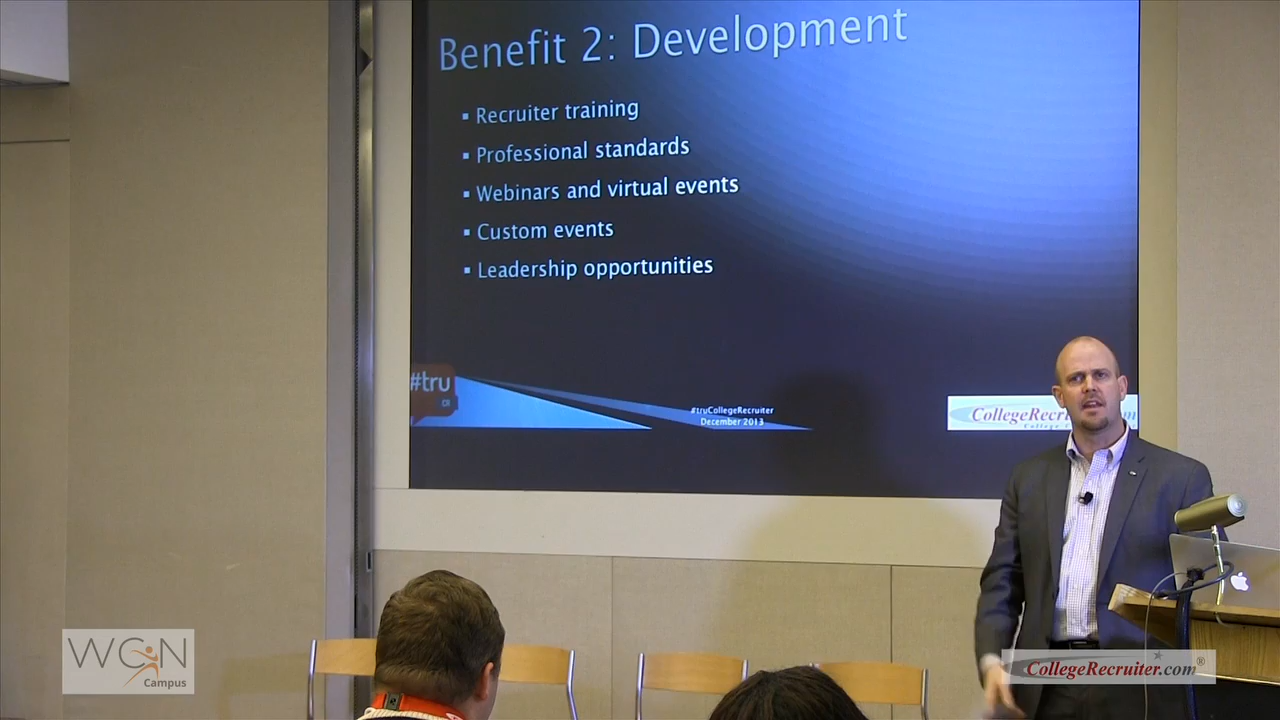 Benefit 2: Development
▪ Recruiter training
▪ Professional standards
▪ Webinars and virtual events
▪ Custom events
▪ Leadership opportunities
#tru
CR
#truCollegeRecruiter
December 2013
WCN
Campus
CollegeRecruiter.com®